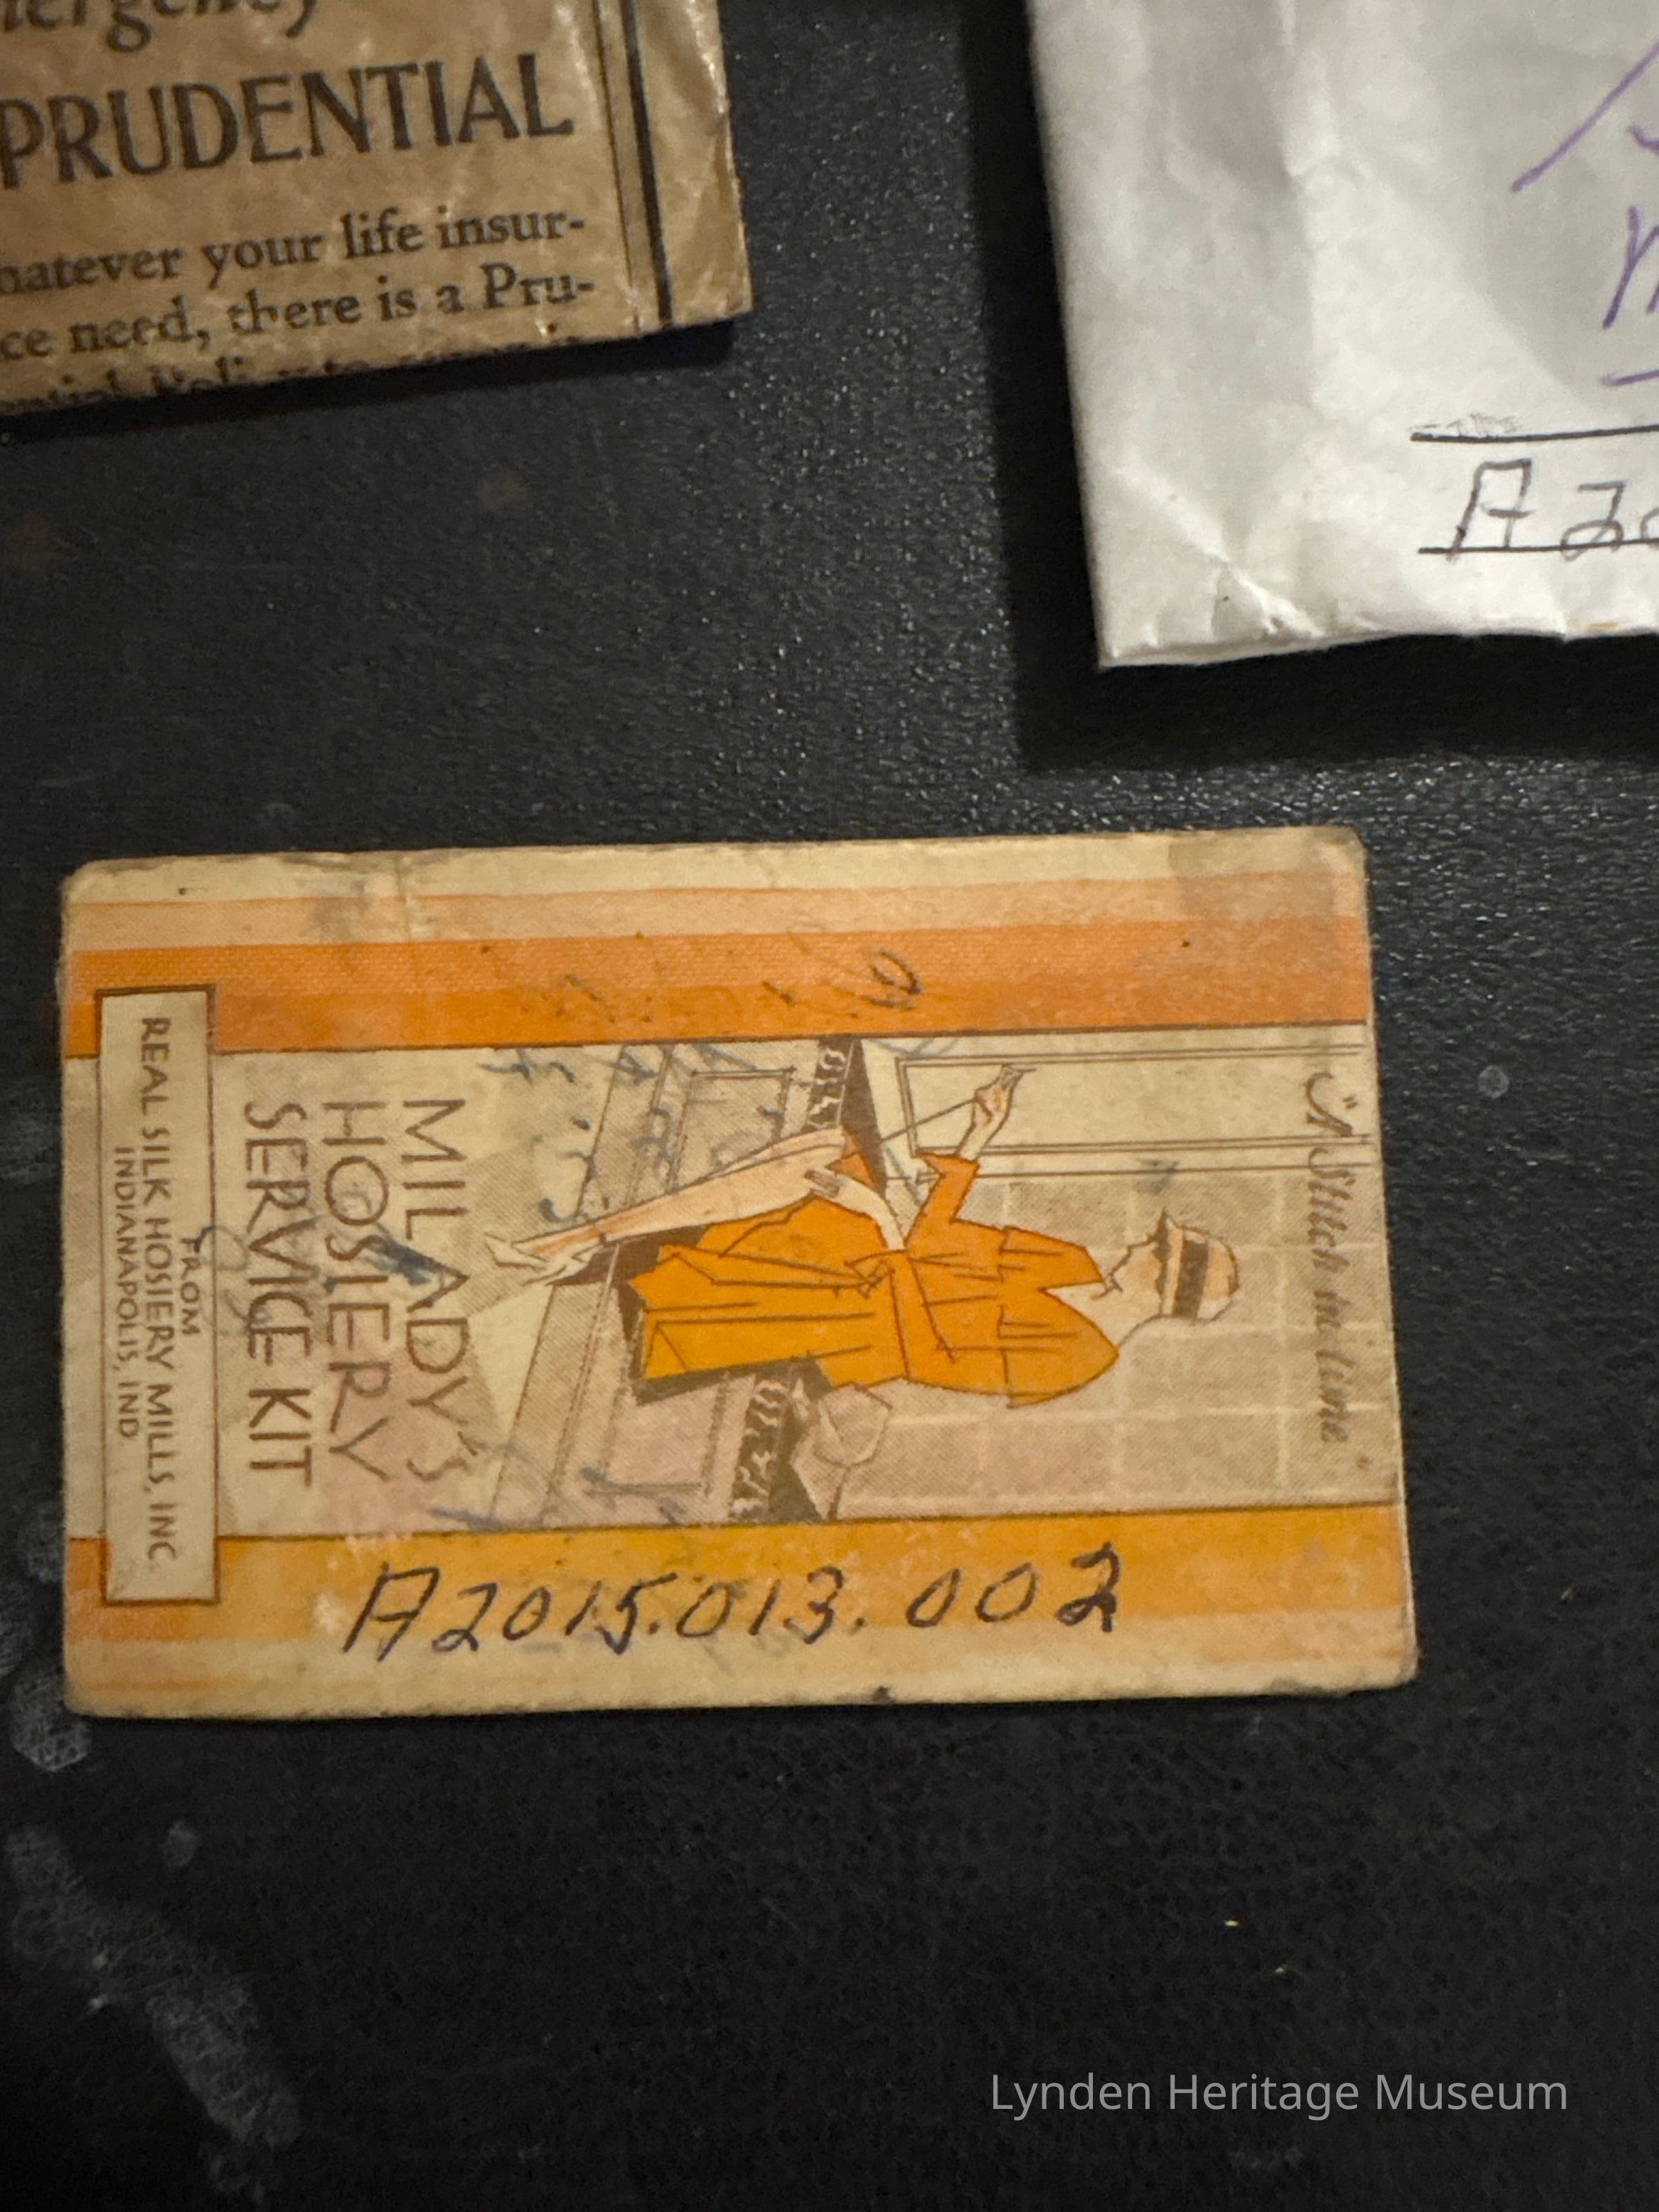 PRUDENTIAL
hatever your life insur-
ce need, there is a Pru-
A 20
"A Stitch in time"
MILADY'S
HOSIERY
SERVICE KIT
FROM
REAL SILK HOSIERY MILLS, INC.
INDIANAPOLIS, IND.
A2015.013.002
Lynden Heritage Museum